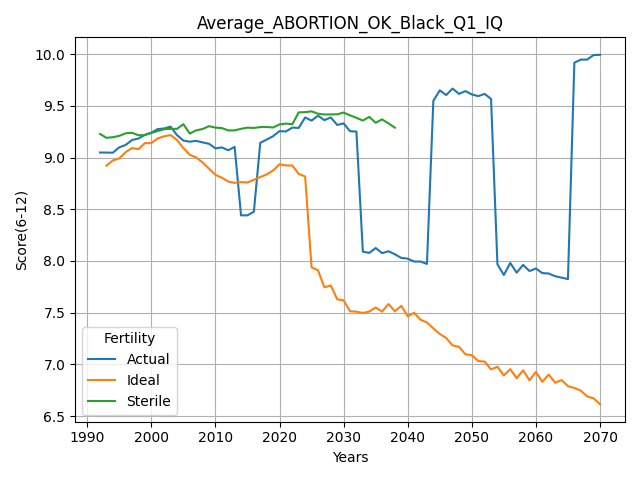 Average_ABORTION_OK_Black_Q1_IQ
Score(6-12)
10.0
9.5
9.0
8.5
8.0
7.5
7.0
6.5
Fertility
Actual
Ideal
Sterile
1990 2000 2010 2020 2030 2040 2050 2060 2070
Years